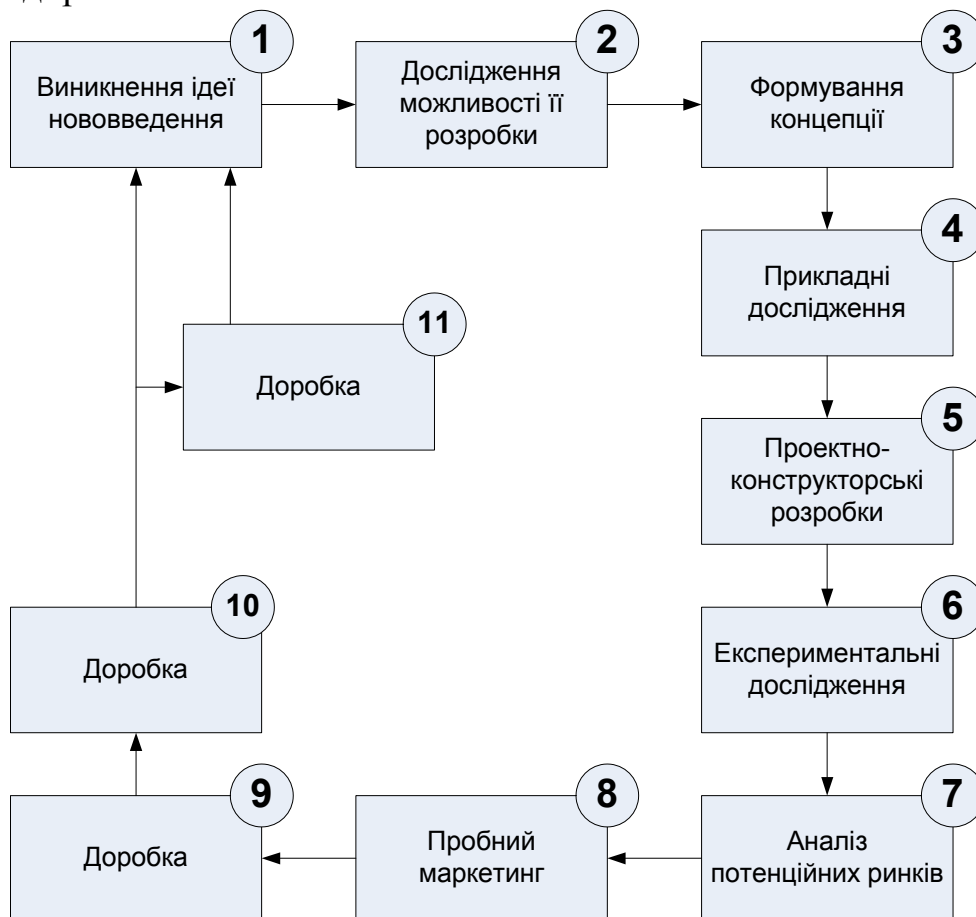 1
Виникнення ідеї
нововведення
2
Дослідження
можливості її
розробки
3
Формування
концепції
4
Прикладні
дослідження
5
Проектно-
конструкторські
розробки
6
Експериментальні
дослідження
7
Аналіз
потенційних ринків
8
Пробний
маркетинг
9
Доробка
10
Доробка
11
Доробка